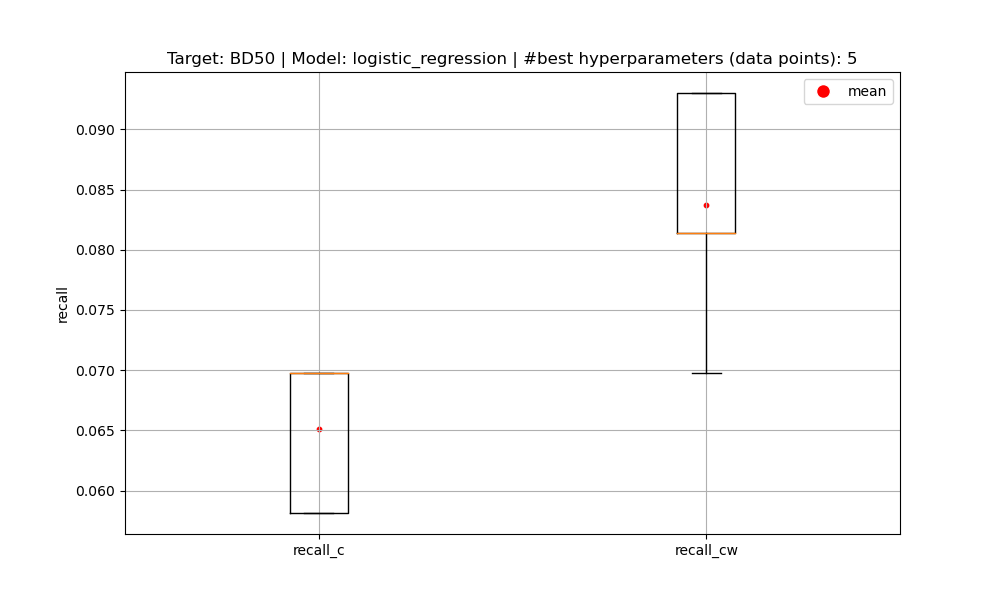 Target: BD50 | Model: logistic_regression | #best hyperparameters (data points): 5
mean
0.090
0.085
0.080
0.075
0.070
0.065
0.060
recall
recall_c
recall_cw